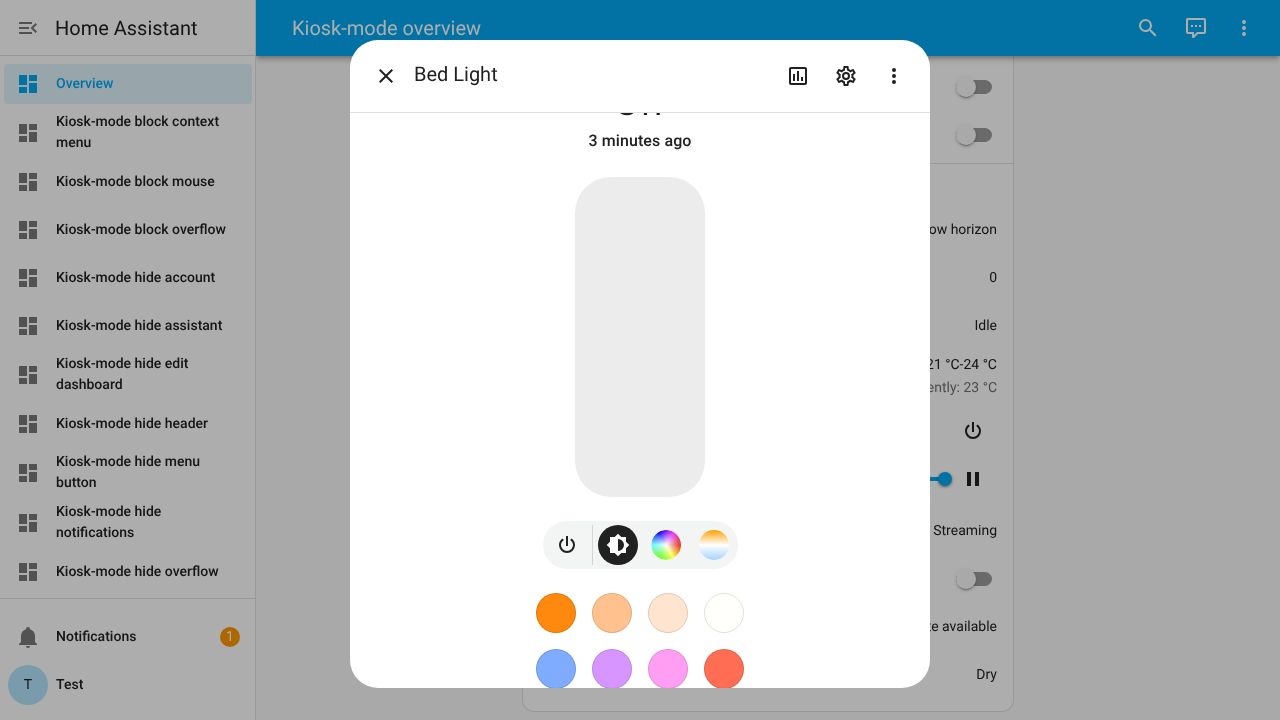 Home Assistant
Kiosk-mode overview
Overview
Kiosk-mode block context
menu
Kiosk-mode block mouse
Kiosk-mode block overflow
Kiosk-mode hide account
Kiosk-mode hide assistant
Kiosk-mode hide edit
dashboard
Kiosk-mode hide header
Kiosk-mode hide menu
button
Kiosk-mode hide
notifications
Kiosk-mode hide overflow
Notifications
1
T
Test
Bed Light
3 minutes ago
ow horizon
0
Idle
21 °C-24 °C
ently: 23 °C
Streaming
te available
Dry